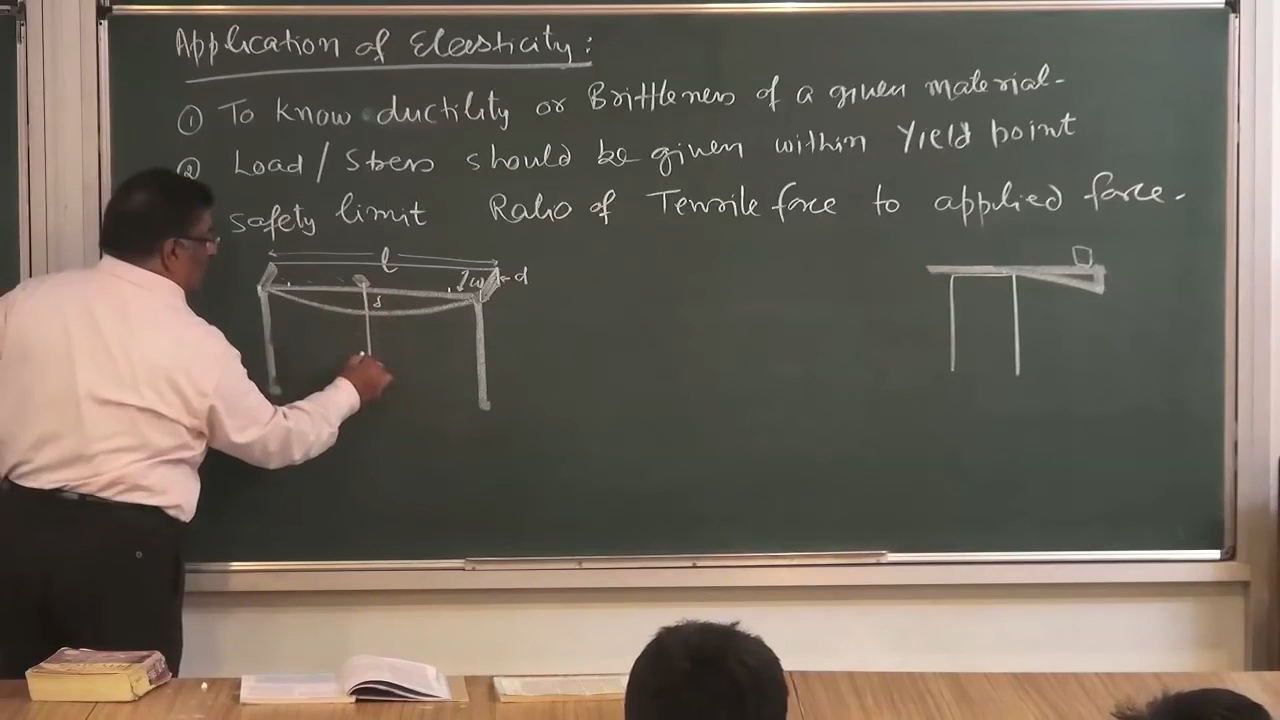 Application of Elasticity:
① To know ductility or Brittleness of a given material-
② Load/Stress should be given within Yield point
safety limit Ratio of Tensile force to applied force.
l
w d
s